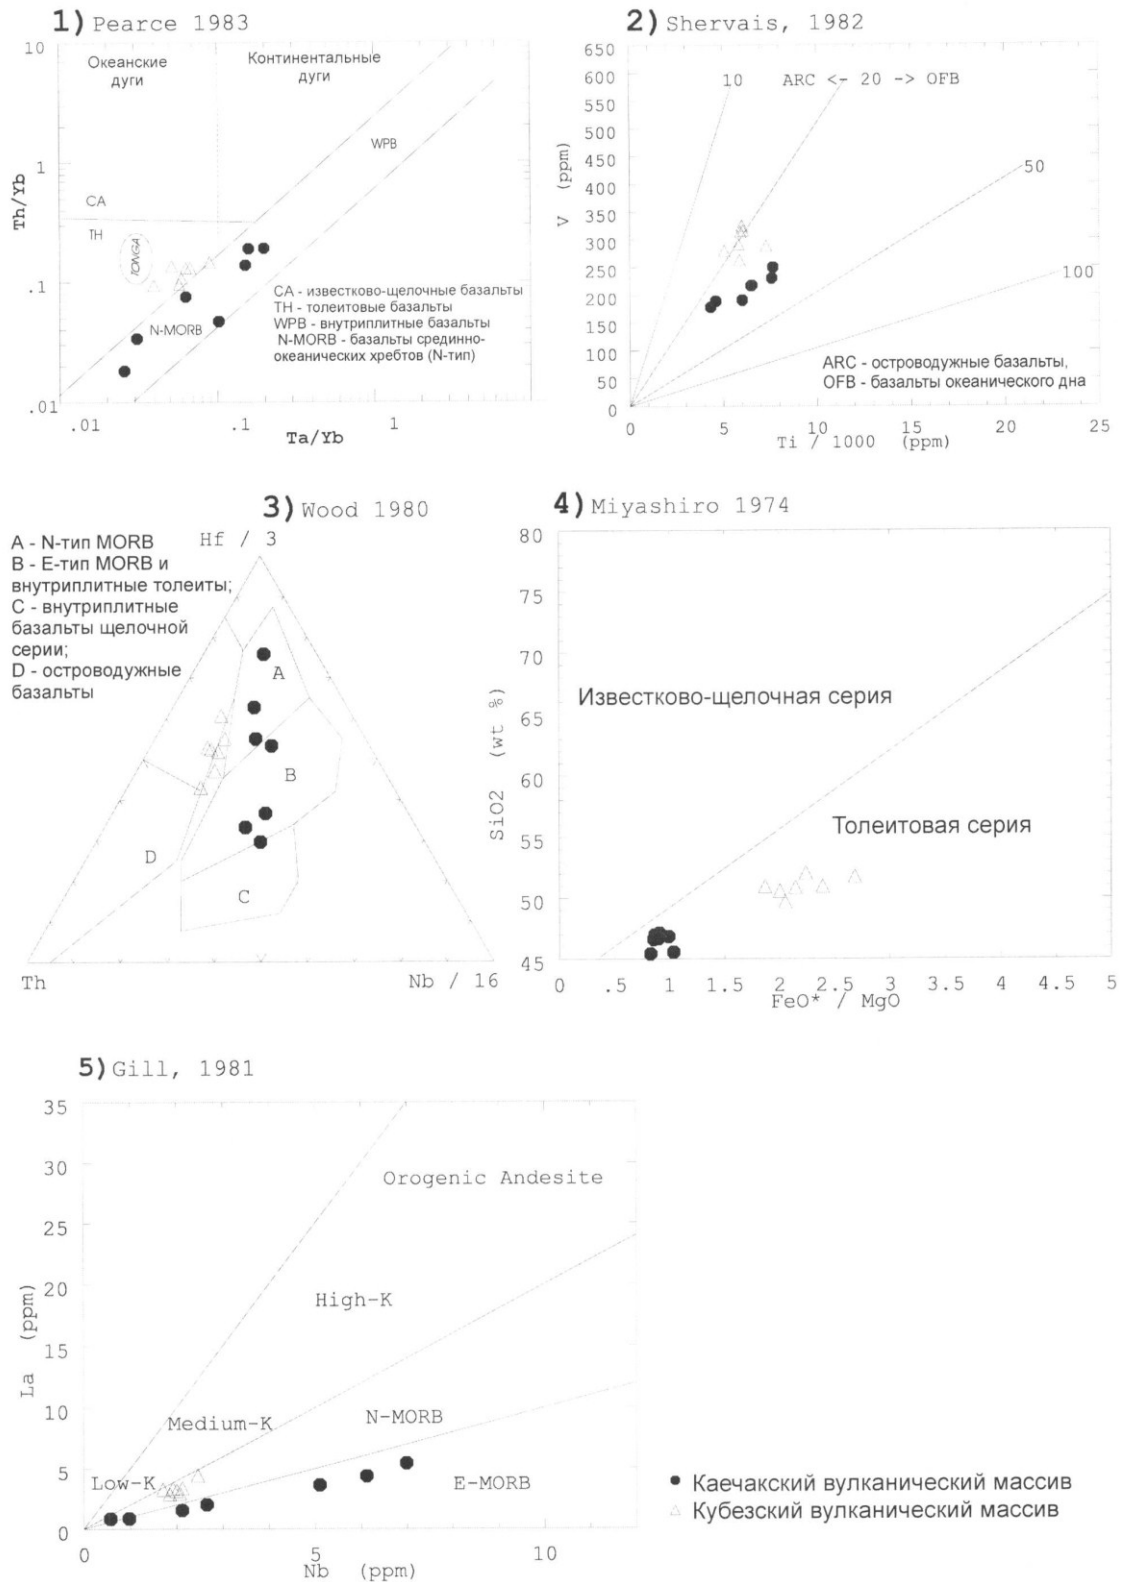 1) Pearce 1983
10
1
.1
.01
Th/Yb
Океанские
дуги
Континентальные
дуги
WPB
CA
TH
TONGA
N-MORB
CA - известково-щелочные базальты
TH - толеитовые базальты
WPB - внутриплитные базальты
N-MORB - базальты срединно-
океанических хребтов (N-тип)
.01
.1
1
Ta/Yb
2) Shervais, 1982
650
600
550
500
450
400
350
300
250
200
150
100
50
0
V (ppm)
10
ARC <- 20 -> OFB
50
100
ARC - островодужные базальты,
OFB - базальты океанического дна
0
5
10
15
20
25
Ti / 1000 (ppm)
3) Wood 1980
Hf / 3
A - N-тип MORB
B - E-тип MORB и
внутриплитные толеиты;
C - внутриплитные
базальты щелочной
серии;
D - островодужные
базальты
A
B
D
C
Th
Nb / 16
4) Miyashiro 1974
80
75
70
65
60
55
50
45
SiO2 (wt %)
Известково-щелочная серия
Толеитовая серия
0
.5
1
1.5
2
2.5
3
3.5
4
4.5
5
FeO* / MgO
5) Gill, 1981
35
30
25
20
15
10
5
0
La (ppm)
Orogenic Andesite
High-K
Medium-K
N-MORB
Low-K
E-MORB
0
5
10
Nb (ppm)
Каечакский вулканический массив
Кубезский вулканический массив